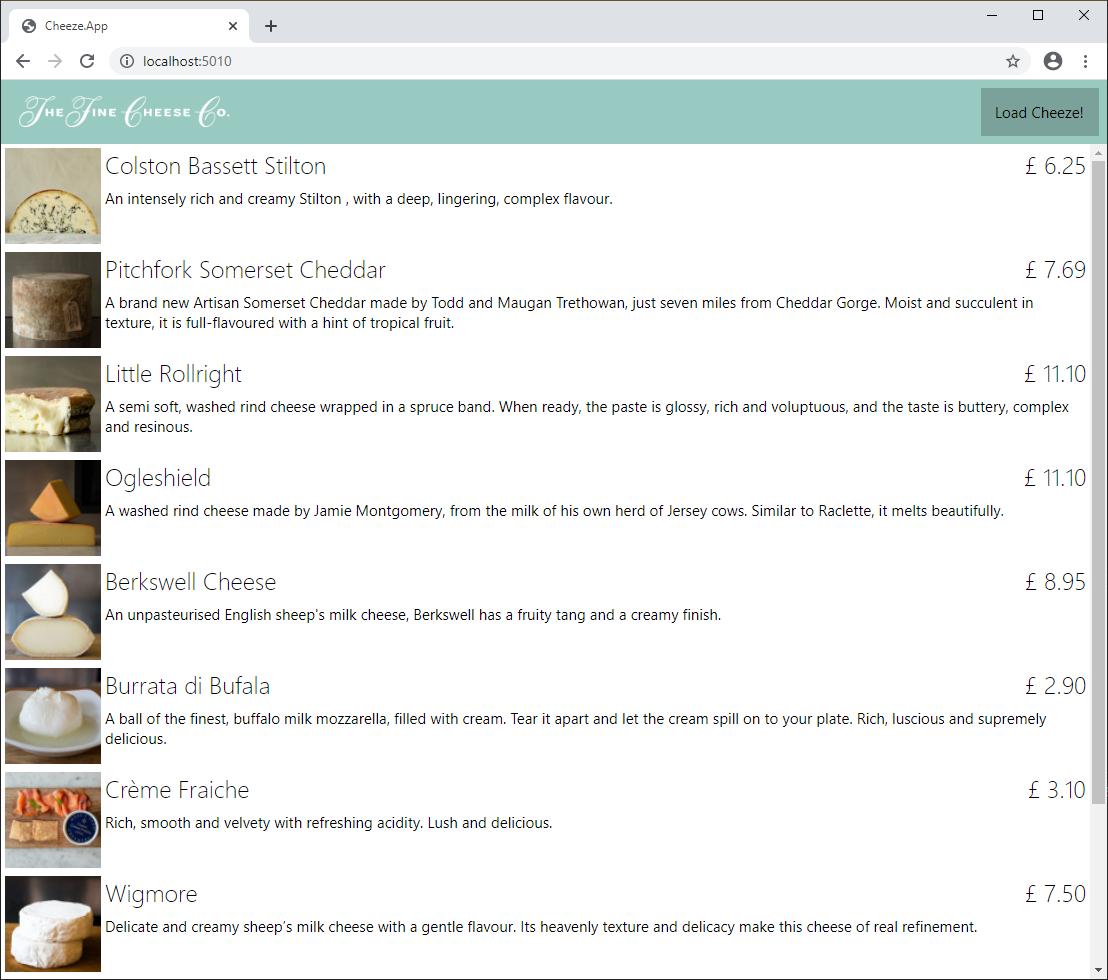 Cheeze.App
localhost:5010
The Fine Cheese Co.
Load Cheeze!
Colston Bassett Stilton
£ 6.25
An intensely rich and creamy Stilton , with a deep, lingering, complex flavour.
Pitchfork Somerset Cheddar
£ 7.69
A brand new Artisan Somerset Cheddar made by Todd and Maugan Trethowan, just seven miles from Cheddar Gorge. Moist and succulent in
texture, it is full-flavoured with a hint of tropical fruit.
Little Rollright
£ 11.10
A semi soft, washed rind cheese wrapped in a spruce band. When ready, the paste is glossy, rich and voluptuous, and the taste is buttery, complex
and resinous.
Ogleshield
£ 11.10
A washed rind cheese made by Jamie Montgomery, from the milk of his own herd of Jersey cows. Similar to Raclette, it melts beautifully.
Berkswell Cheese
£ 8.95
An unpasteurised English sheep's milk cheese, Berkswell has a fruity tang and a creamy finish.
Burrata di Bufala
£ 2.90
A ball of the finest, buffalo milk mozzarella, filled with cream. Tear it apart and let the cream spill on to your plate. Rich, luscious and supremely
delicious.
Crème Fraiche
£ 3.10
Rich, smooth and velvety with refreshing acidity. Lush and delicious.
Wigmore
£ 7.50
Delicate and creamy sheep’s milk cheese with a gentle flavour. Its heavenly texture and delicacy make this cheese of real refinement.